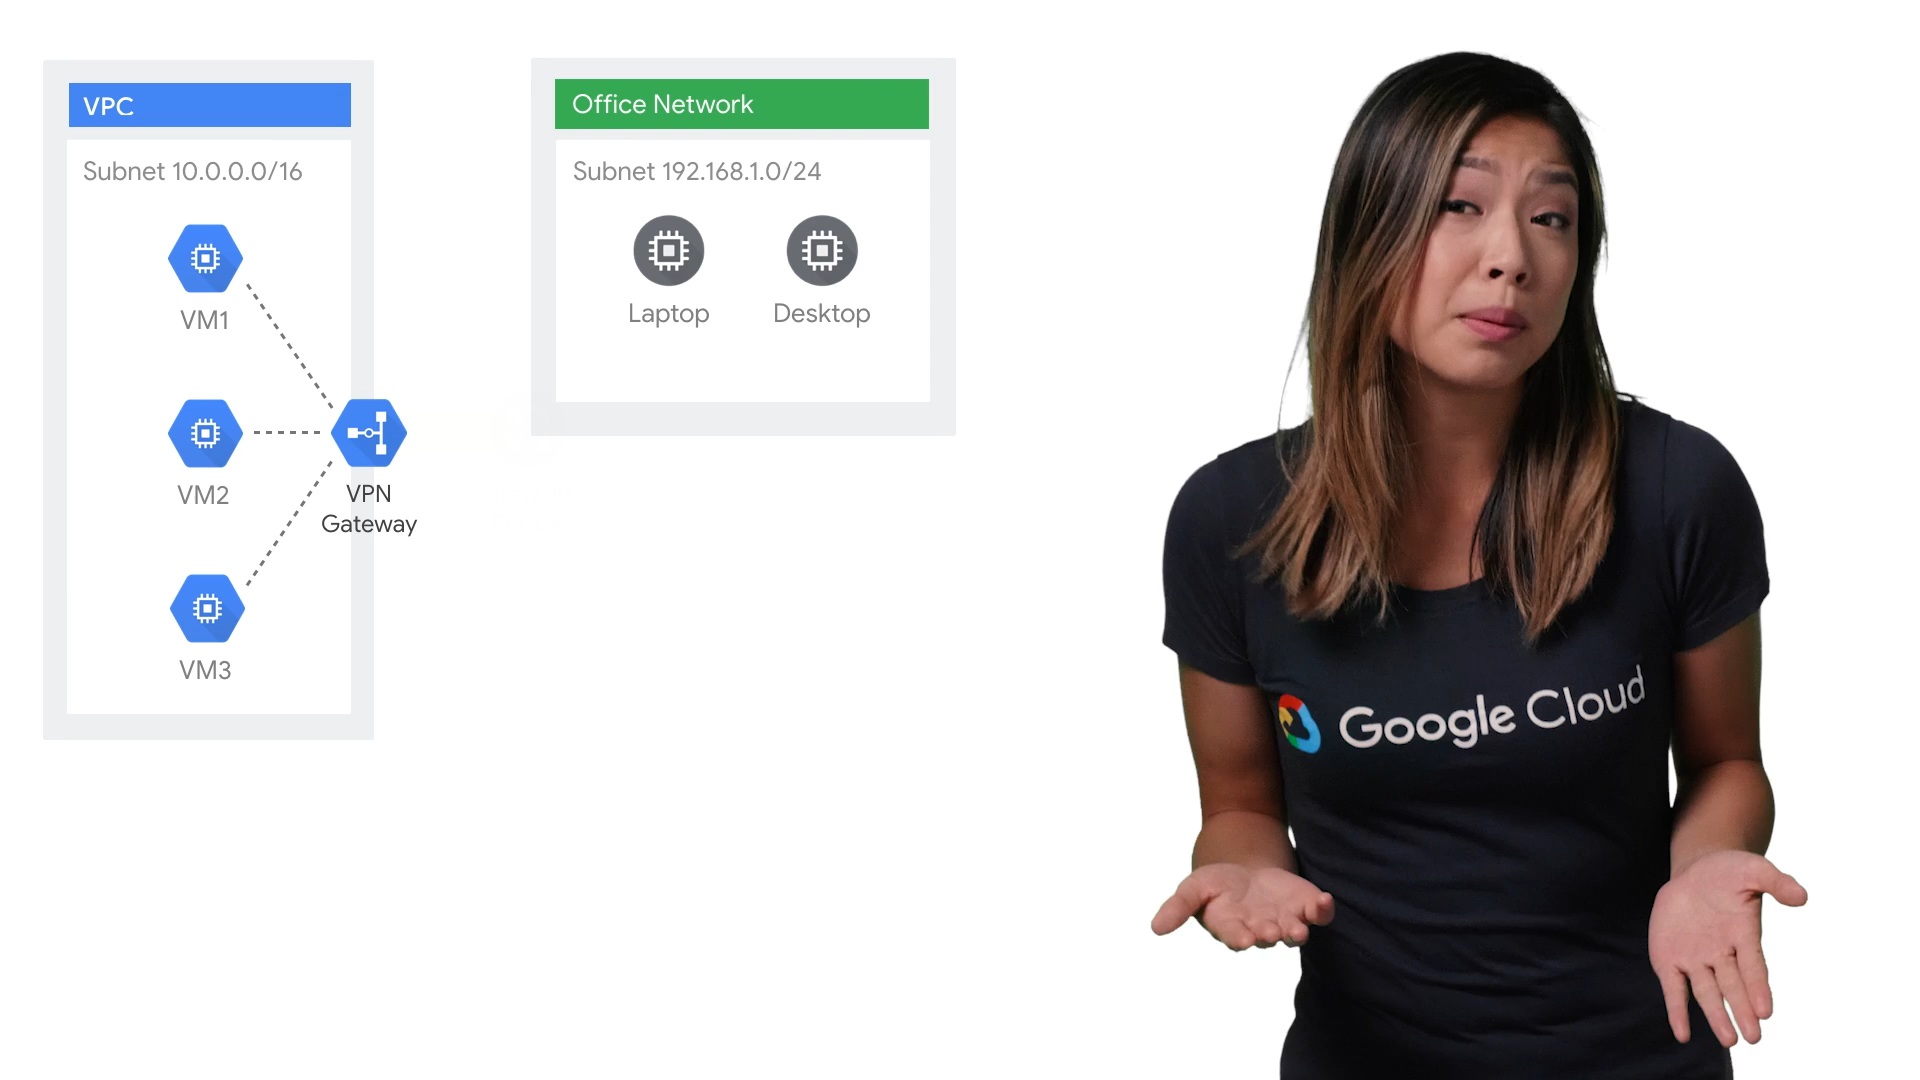 VPC
Subnet 10.0.0.0/16
VM1
VM2
VM3
VPN
Gateway
Office Network
Subnet 192.168.1.0/24
Laptop
Desktop
Google Cloud